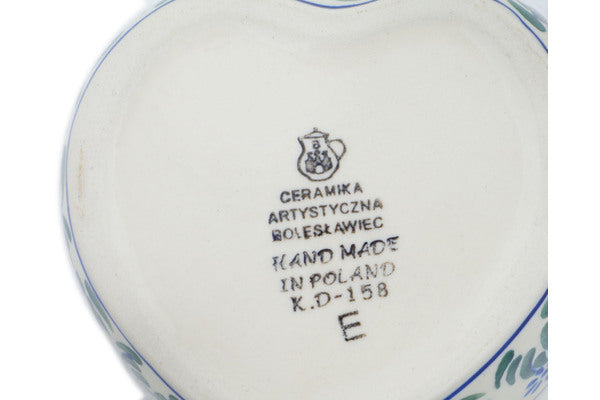 CERAMIKA
ARTYSTYCZNA
BOLESŁAWIEC
HAND MADE
IN POLAND
K.D-158
E